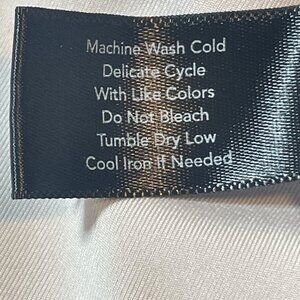 Machine Wash Cold
Delicate Cycle
With Like Colors
Do Not Bleach
Tumble Dry Low
Cool Iron If Needed